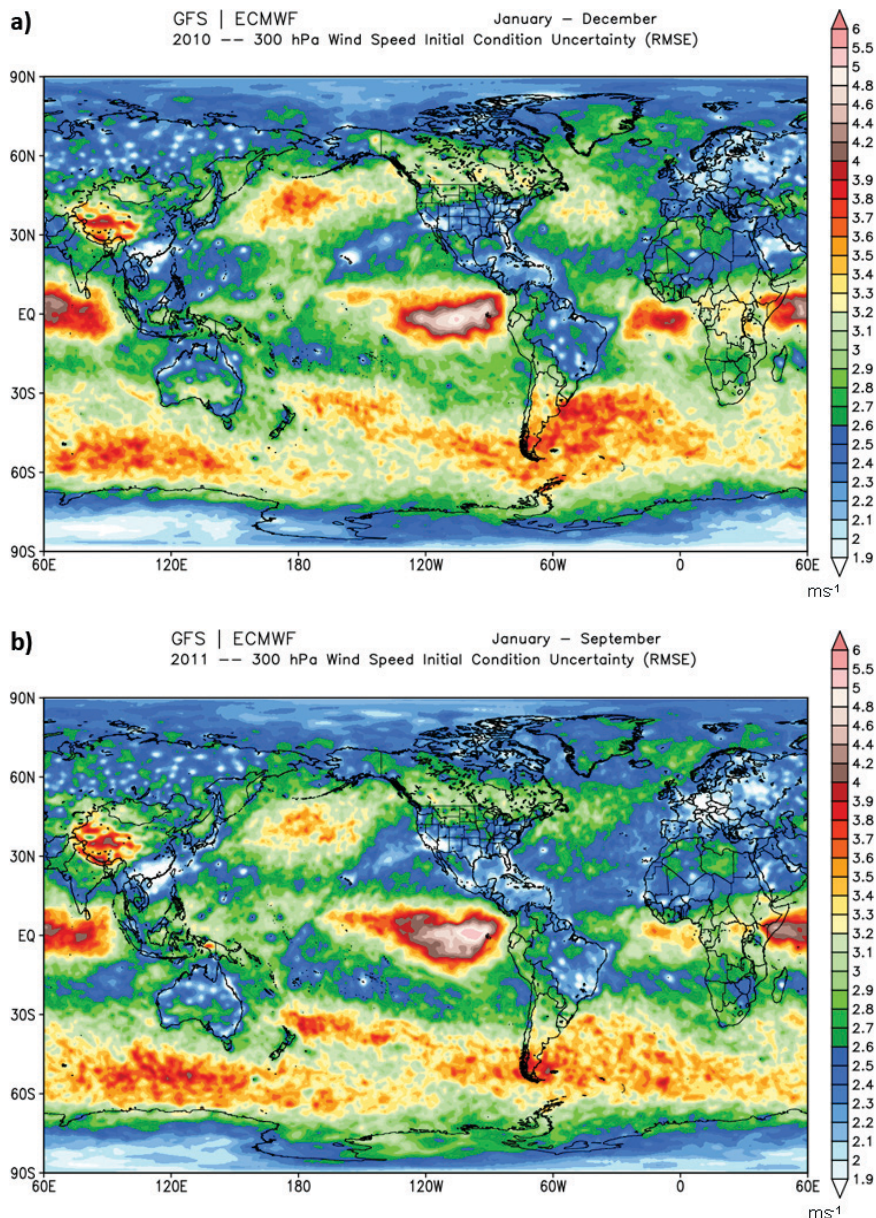 a)
GFS | ECMWF January - December
2010 -- 300 hPa Wind Speed Initial Condition Uncertainty (RMSE)
90N
60N
30N
EQ
30S
60S
90S
60E 120E 180 120W 60W 0 60E
6
5.5
5
4.8
4.6
4.4
4.2
4
3.9
3.8
3.7
3.6
3.5
3.4
3.3
3.2
3.1
3
2.9
2.8
2.7
2.6
2.5
2.4
2.3
2.2
2.1
2
1.9
ms-1
b)
GFS | ECMWF January - September
2011 -- 300 hPa Wind Speed Initial Condition Uncertainty (RMSE)
90N
60N
30N
EQ
30S
60S
90S
60E 120E 180 120W 60W 0 60E
6
5.5
5
4.8
4.6
4.4
4.2
4
3.9
3.8
3.7
3.6
3.5
3.4
3.3
3.2
3.1
3
2.9
2.8
2.7
2.6
2.5
2.4
2.3
2.2
2.1
2
1.9
ms-1